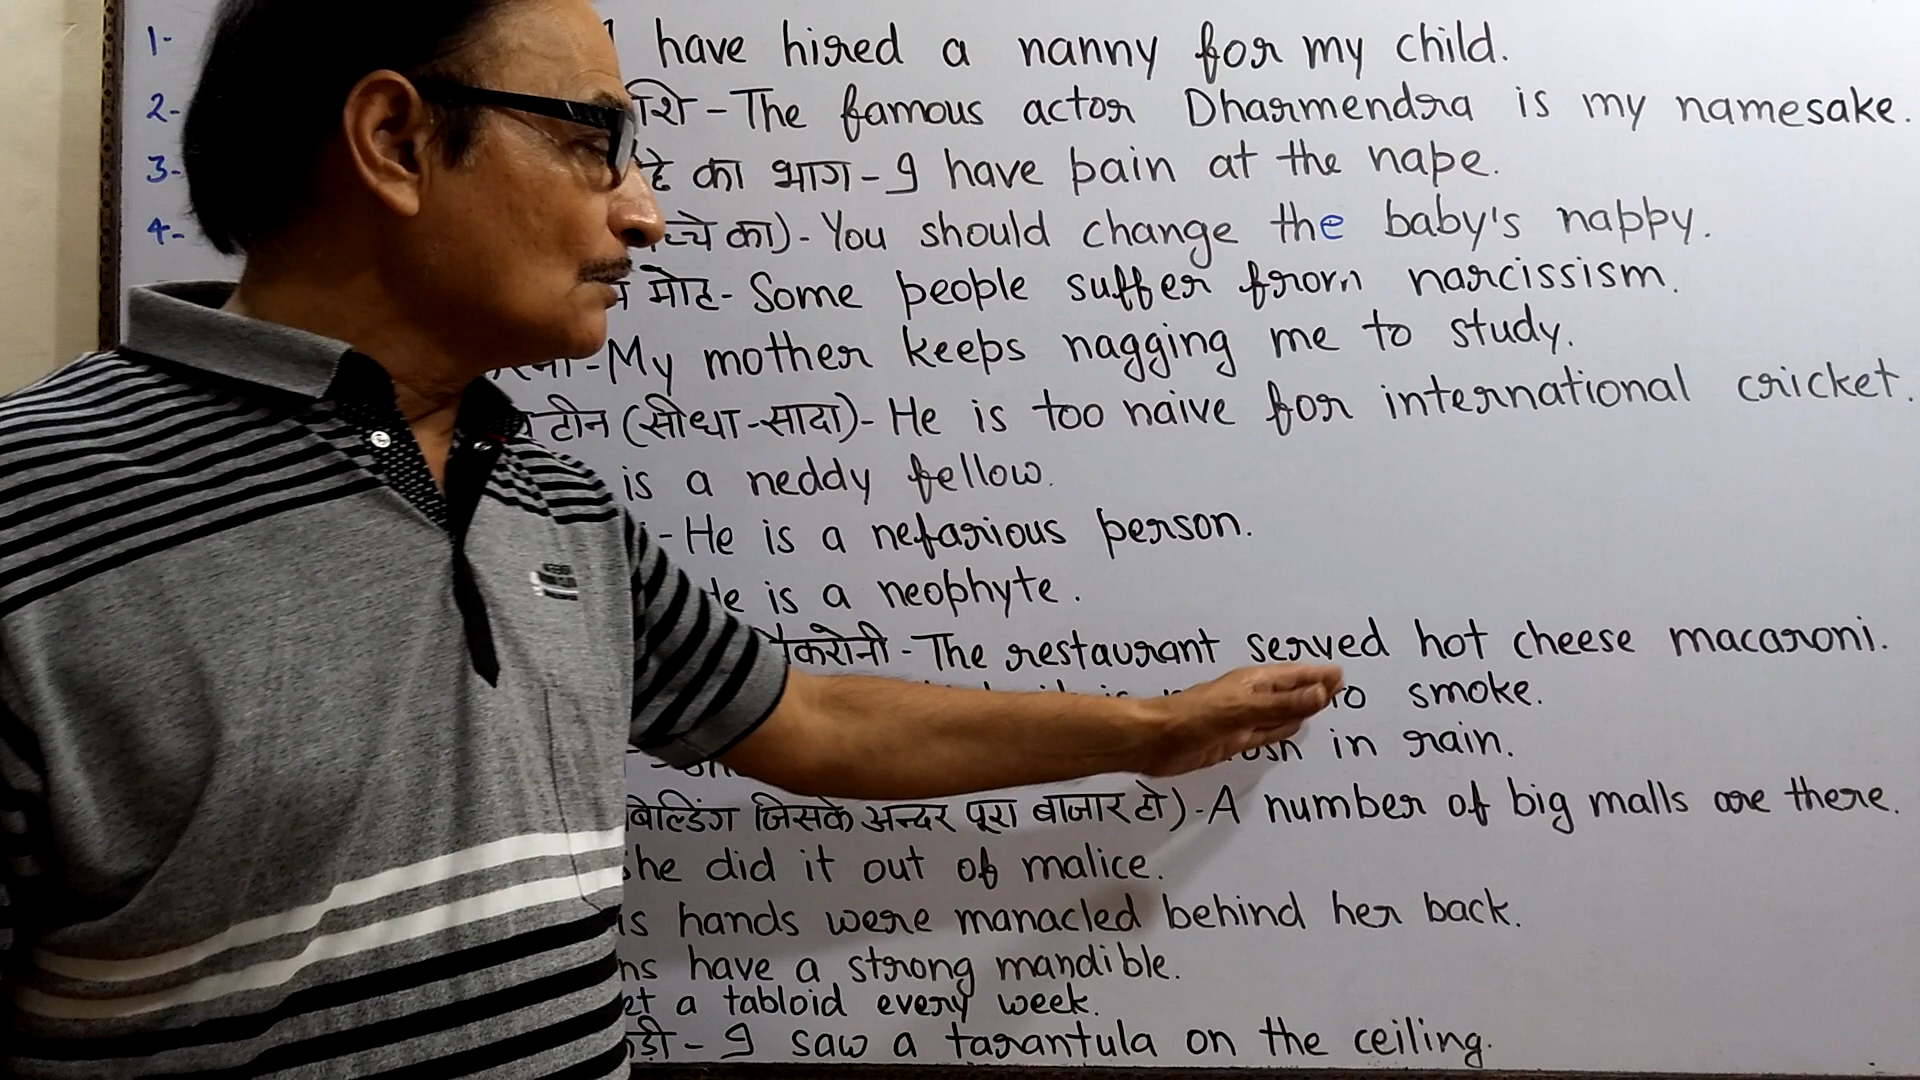 1- I have hired a nanny for my child.
2- शि - The famous actor Dharmendra is my namesake.
3- हे का भाग - I have pain at the nape.
4- च्चे का) - You should change the baby's nappy.
मोह - Some people suffer from narcissism.
- My mother keeps nagging me to study.
टोन (सीधा-सादा) - He is too naive for international cricket.
is a neddy fellow.
- He is a nefarious person.
He is a neophyte.
मैकरोनी - The restaurant served hot cheese macaroni.
to smoke.
in rain.
बिल्डिंग जिसके अन्दर पूरा बाजार हो) - A number of big malls are there.
she did it out of malice.
is hands were manacled behind her back.
ns have a strong mandible.
et a tabloid every week.
कड़ी - I saw a tarantula on the ceiling.